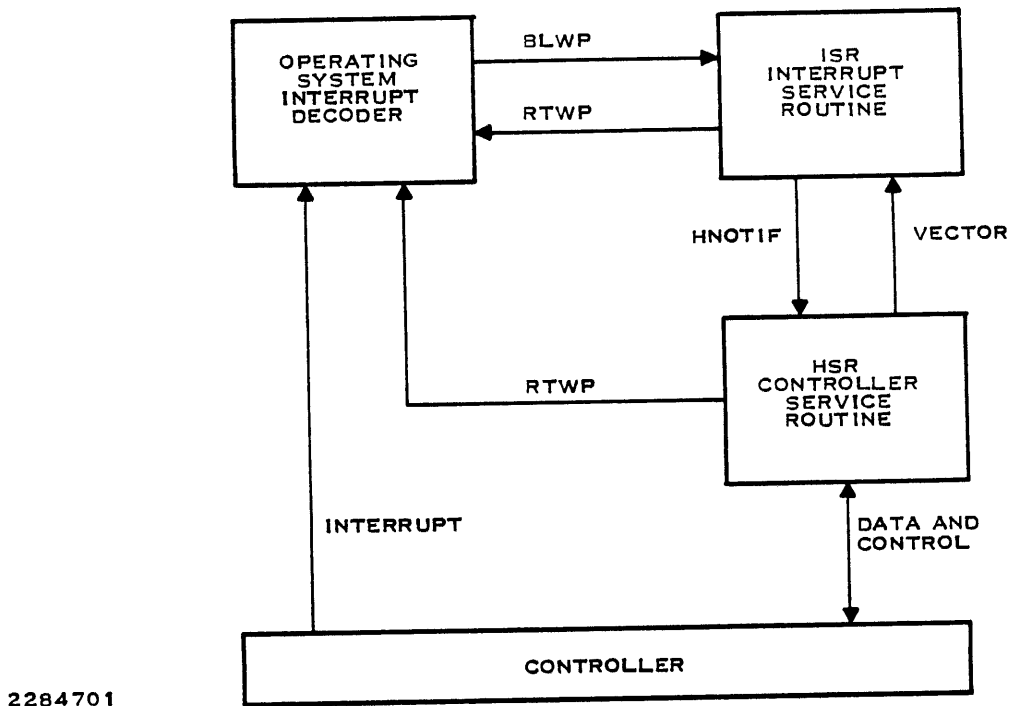 OPERATING
SYSTEM
INTERRUPT
DECODER
BLWP
RTWP
ISR
INTERRUPT
SERVICE
ROUTINE
HNOTIF
VECTOR
HSR
CONTROLLER
SERVICE
ROUTINE
RTWP
INTERRUPT
DATA AND
CONTROL
CONTROLLER
2284701